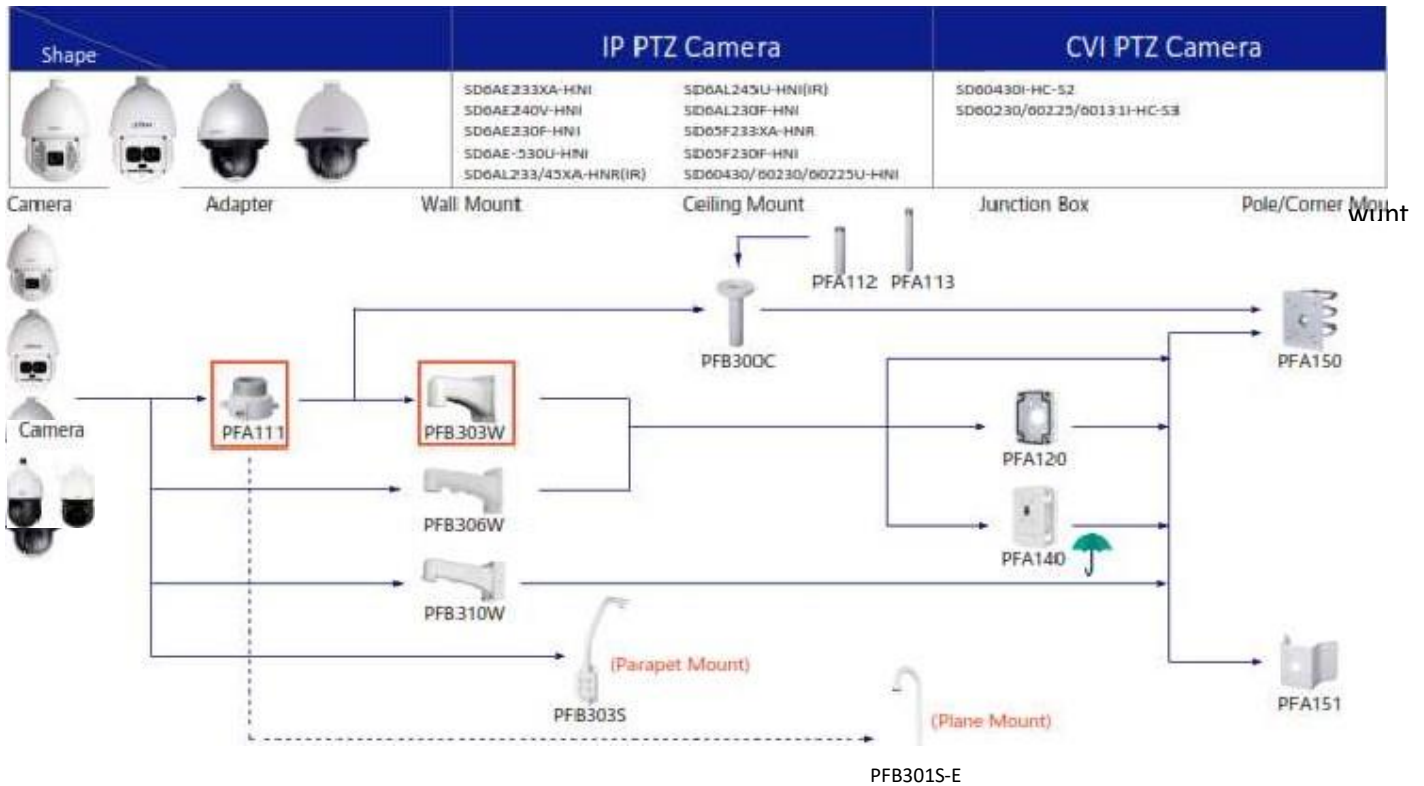 Shape
IP PTZ Camera
CVI PTZ Camera
SD6AE233XA-HNI
SD6AE240V-HNI
SD6AE230F-HNI
SD6AE-530U-HNI
SD6AL233/45XA-HNR(IR)
SD6AL245U-HNI(IR)
SD6AL230F-HNI
SD65F233XA-HNR
SD65F230F-HNI
SD60430/60230/60225U-HNI
SD60430I-HC-S2
SD60230/60225/60131I-HC-S3
Camera
Adapter
Wall Mount
Ceiling Mount
Junction Box
Pole/Corner Mou
wunt
PFA112
PFA113
PFB300C
PFA150
PFA111
PFB303W
Camera
PFA120
PFB306W
PFA140
PFB310W
(Parapet Mount)
PFB303S
PFA151
(Plane Mount)
PFB301S-E